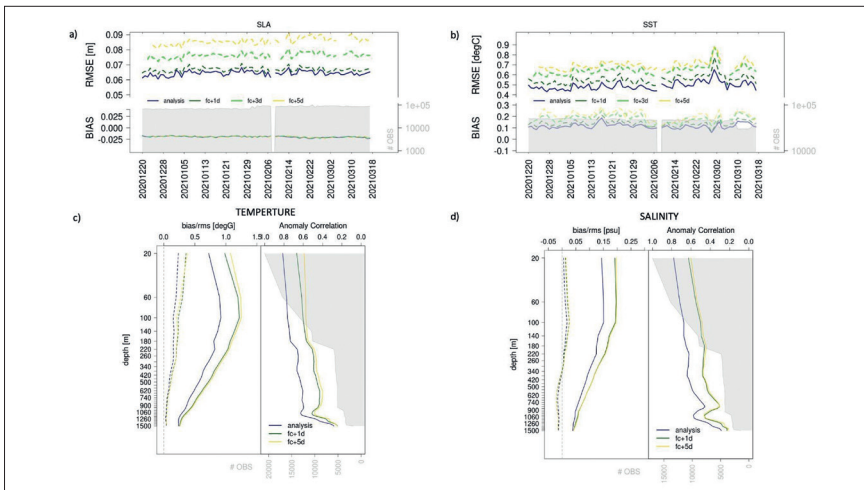 a)
SLA
RMSE [m]
0.09
0.08
0.07
0.06
0.05
analysis fc+1d fc+3d fc+5d
BIAS
0.025
0.000
-0.025
1e+05
10000
1000
# OBS
20201220
20201228
20210105
20210113
20210121
20210129
20210206
20210214
20210222
20210302
20210310
20210318
b)
SST
RMSE [degC]
0.9
0.8
0.7
0.6
0.5
0.4
analysis fc+1d fc+3d fc+5d
BIAS
0.3
0.2
0.1
0.0
-0.1
1e+05
10000
# OBS
20201220
20201228
20210105
20210113
20210121
20210129
20210206
20210214
20210222
20210302
20210310
20210318
c)
TEMPERTURE
bias/rms [degG]
Anomaly Correlation
0.0 0.5 1.0 1.5
1.0 0.8 0.6 0.4 0.2 0.0
depth [m]
20
60
100
140
180
220
260
340
420
500
620
740
900
1060
1260
1500
analysis
fc+1d
fc+5d
# OBS
20000
15000
10000
5000
0
d)
SALINITY
bias/rms [psu]
Anomaly Correlation
-0.05 0.05 0.15 0.25
1.0 0.8 0.6 0.4 0.2 0.0
depth [m]
20
60
100
140
180
220
260
340
420
500
620
740
900
1060
1260
1500
analysis
fc+1d
fc+5d
# OBS
15000
10000
5000
0